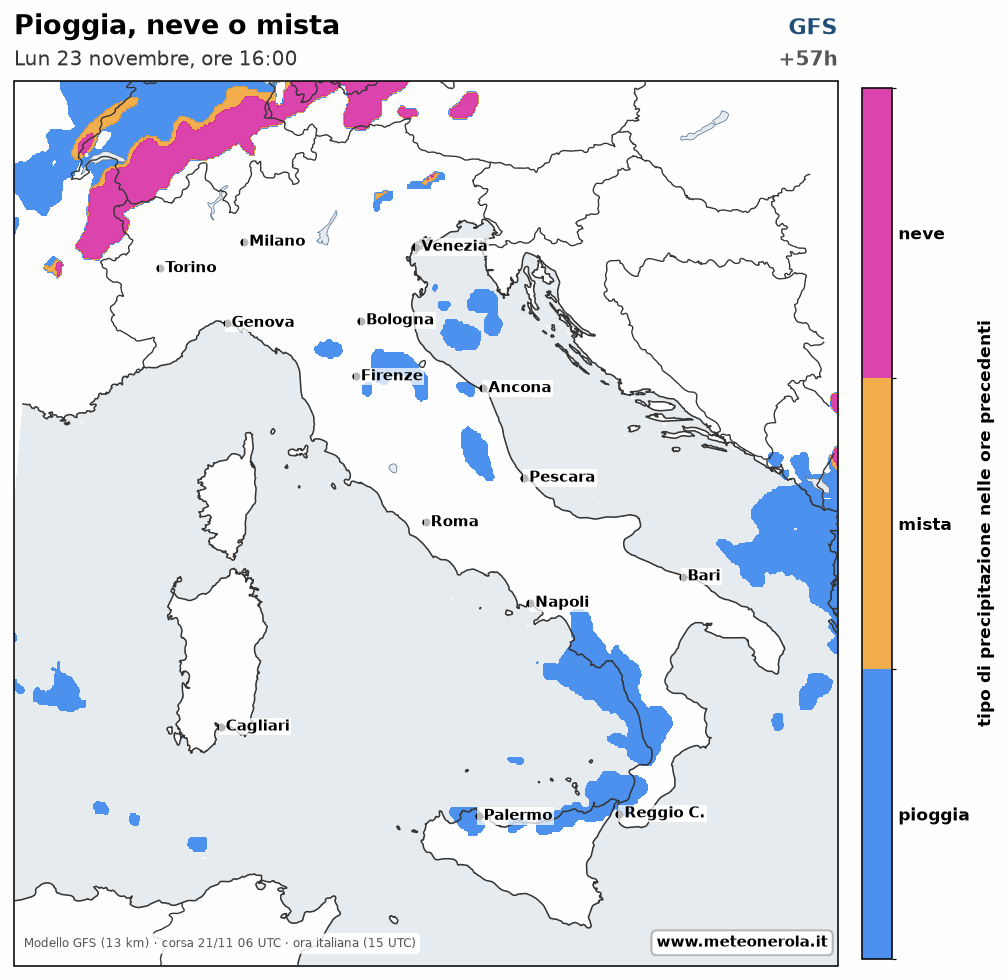 Pioggia, neve o mista
GFS
Lun 23 novembre, ore 16:00
+57h
neve
Milano
Venezia
Torino
Genova
Bologna
Firenze
Ancona
Pescara
mista
Roma
tipo di precipitazione nelle ore precedenti
Bari
Napoli
Cagliari
Palermo
Reggio C.
pioggia
Modello GFS (13 km) · corsa 21/11 06 UTC · ora italiana (15 UTC)
www.meteonerola.it